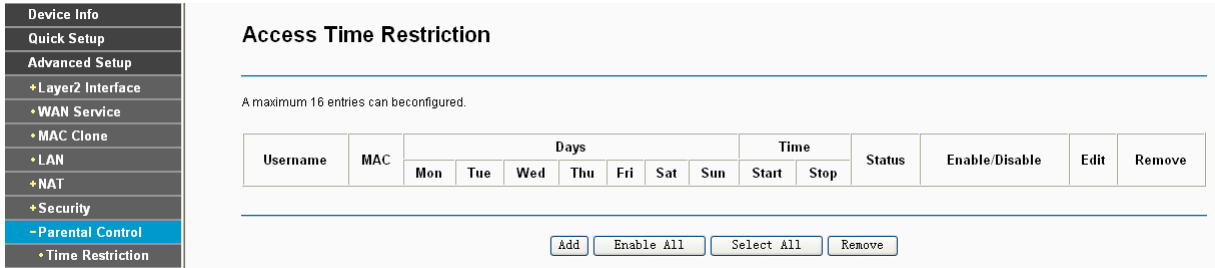 Device Info
Quick Setup
Advanced Setup
+Layer2 Interface
•WAN Service
•MAC Clone
•LAN
+NAT
+Security
-Parental Control
•Time Restriction
Access Time Restriction
A maximum 16 entries can beconfigured.
Username MAC Days Time Status Enable/Disable Edit Remove
Mon Tue Wed Thu Fri Sat Sun Start Stop
Add Enable All Select All Remove